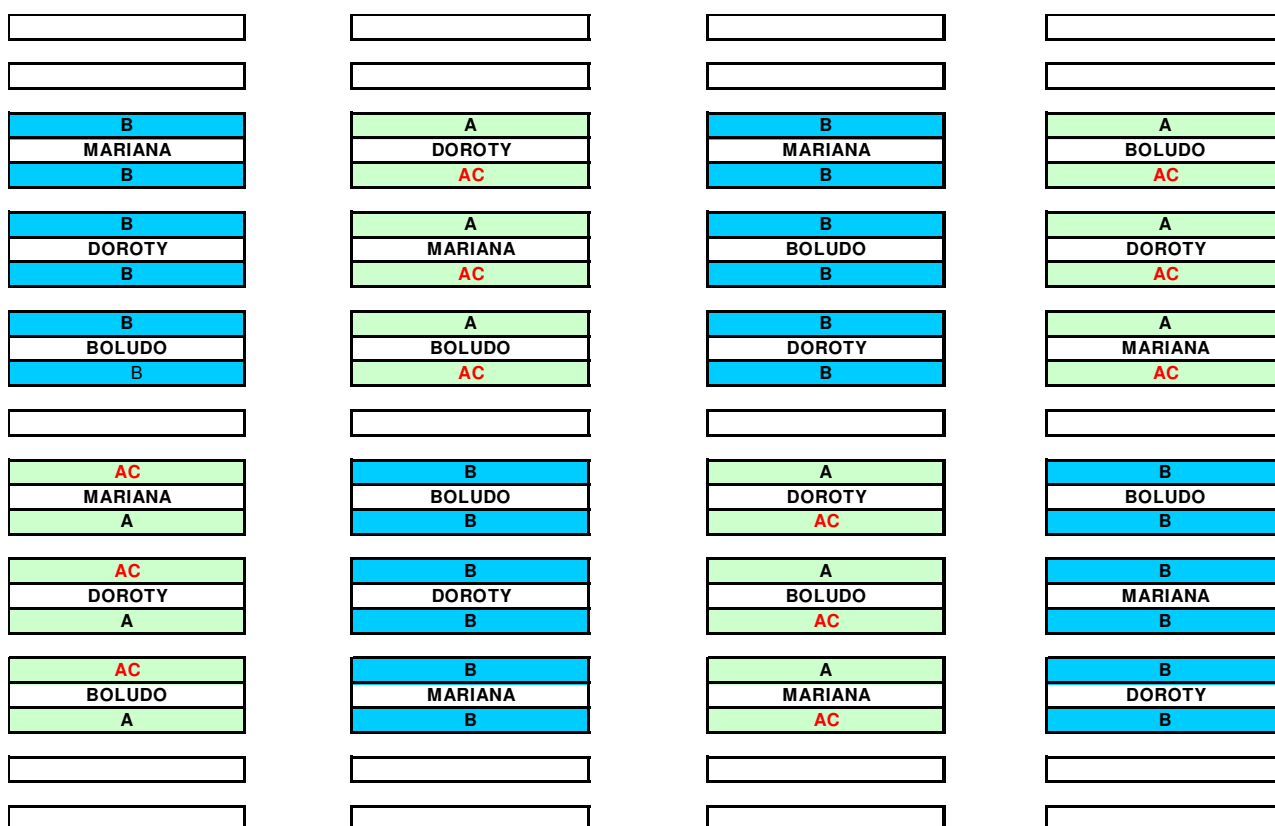 B A B A
MARIANA DOROTY MARIANA BOLUDO
B AC B AC
B A B A
DOROTY MARIANA BOLUDO DOROTY
B AC B AC
B A B A
BOLUDO BOLUDO DOROTY MARIANA
B AC B AC
AC B A B
MARIANA BOLUDO DOROTY BOLUDO
A B AC B
AC B A B
DOROTY DOROTY BOLUDO MARIANA
A B AC B
AC B A B
BOLUDO MARIANA MARIANA DOROTY
A B AC B